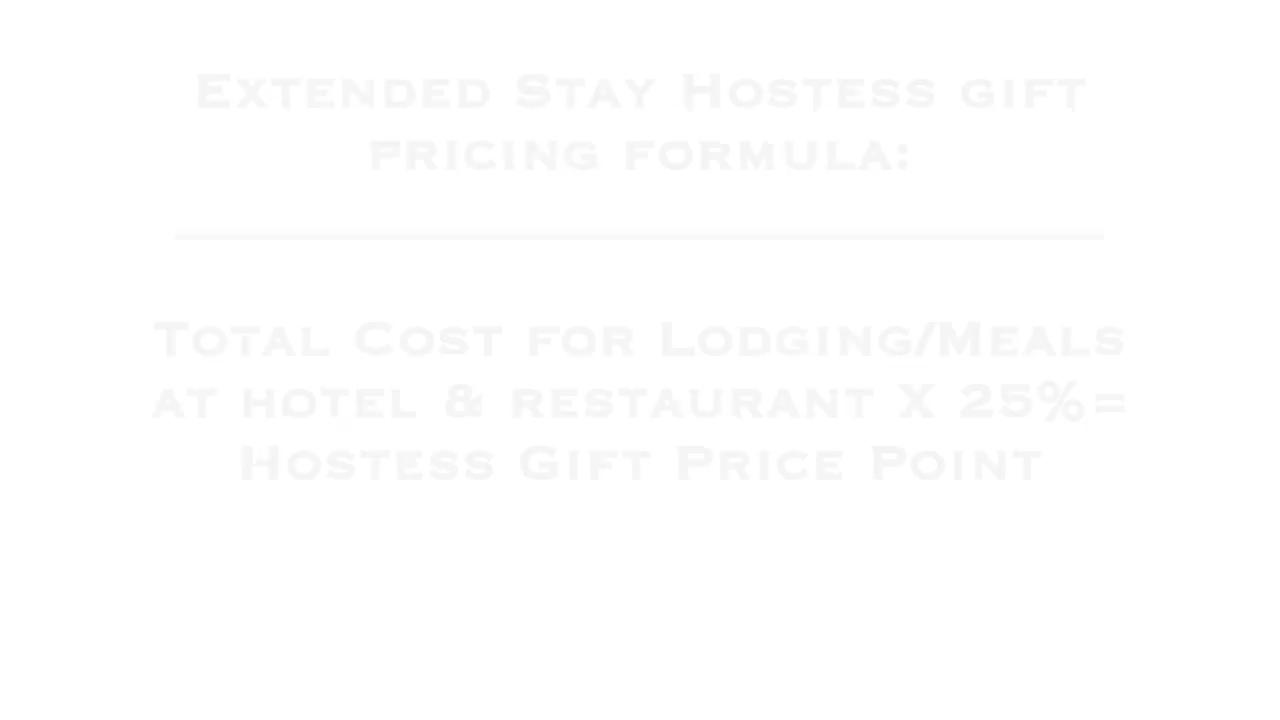 Extended Stay Hostess gift
pricing formula:
Total Cost for Lodging/Meals
at hotel & restaurant X 25%=
Hostess Gift Price Point